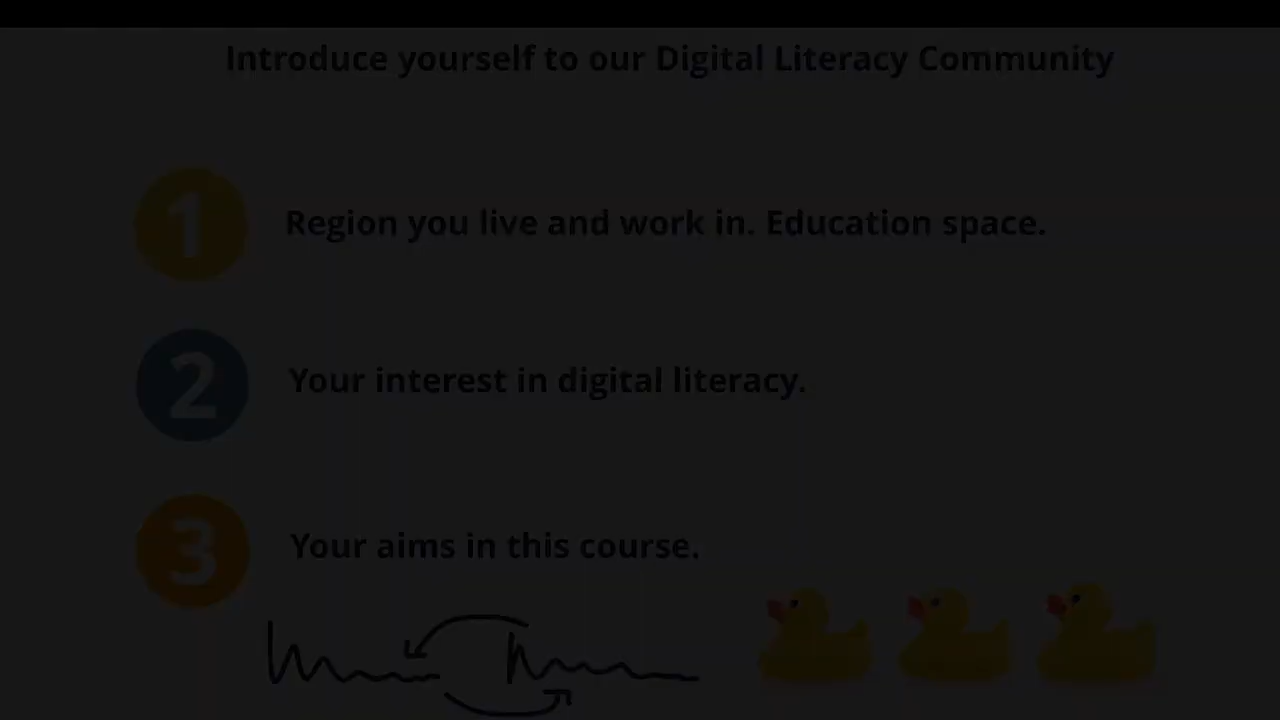 Introduce yourself to our Digital Literacy Community
1 Region you live and work in. Education space.
2 Your interest in digital literacy.
3 Your aims in this course.